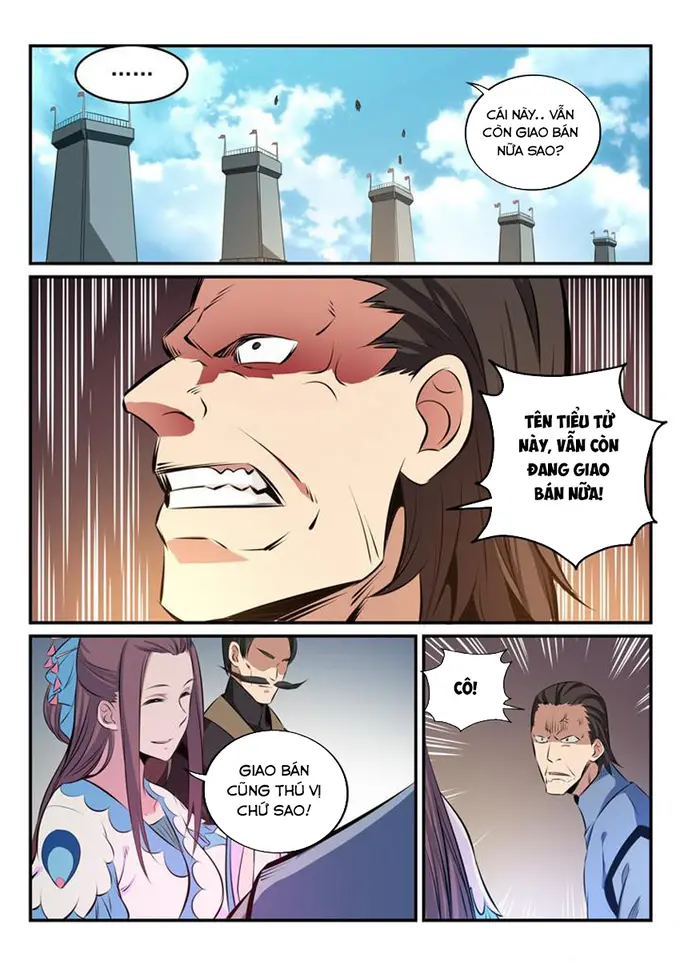 ......
CÁI NÀY.. VẪN
CÒN GIAO BÁN
NỮA SAO?
TÊN TIỂU TỬ
NÀY, VẪN CÒN
ĐANG GIAO
BÁN NỮA!
GIAO BÁN
CŨNG THÚ VỊ
CHỨ SAO!
CÔ!